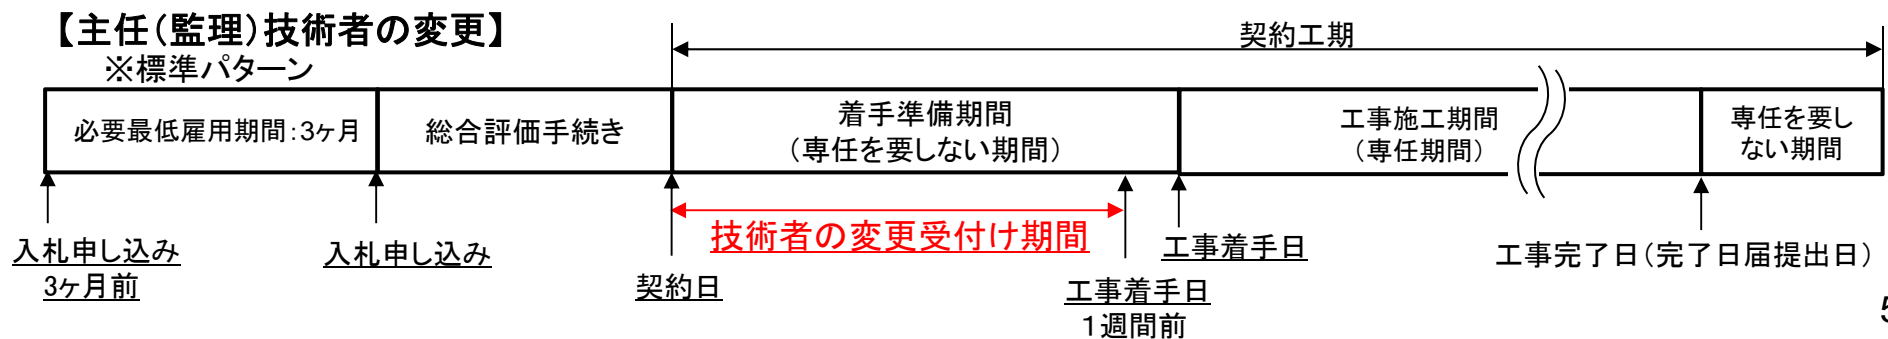 【主任（監理）技術者の変更】
※標準パターン
契約工期
必要最低雇用期間：3ヶ月
総合評価手続き
着手準備期間
（専任を要しない期間）
工事施工期間
（専任期間）
専任を要し
ない期間
入札申し込み
3ヶ月前
入札申し込み
技術者の変更受付け期間
契約日
工事着手日
1週間前
工事着手日
工事完了日（完了日届提出日）